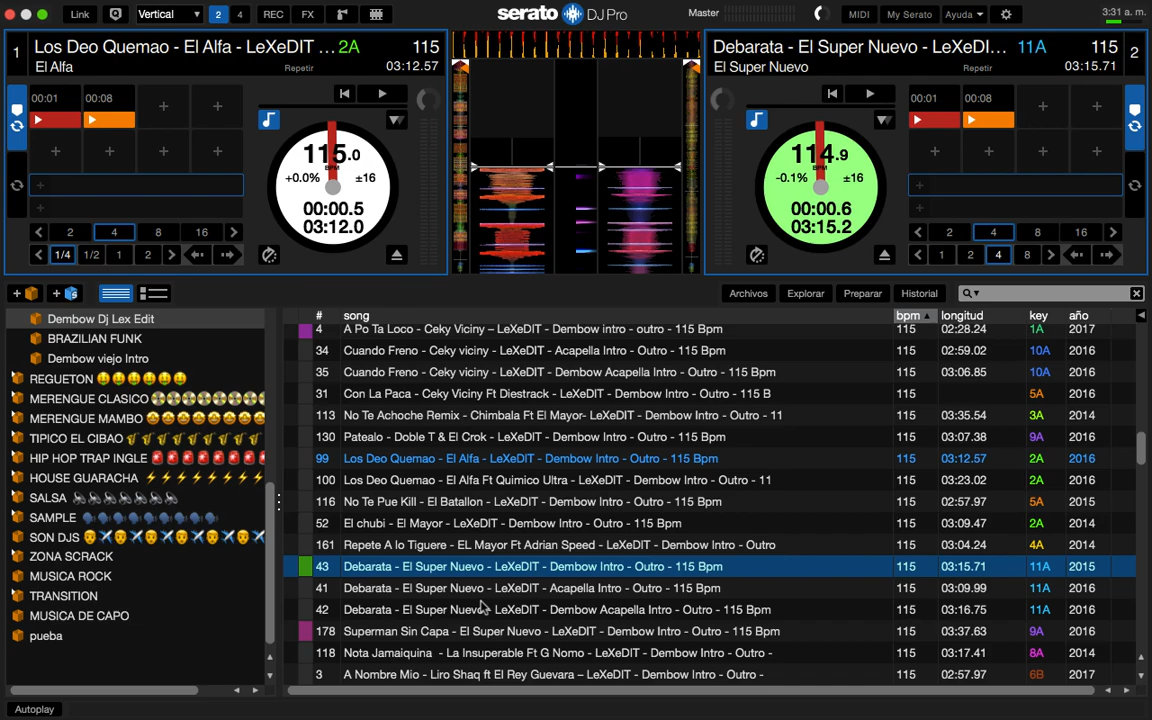 Link Vertical 2 4 REC FX serato DJ Pro Master MIDI My Serato Ayuda 3:31 a. m.
1 Los Deo Quemao - El Alfa - LeXeDIT ... 2A 115
El Alfa Repetir 03:12.57
Debarata - El Super Nuevo - LeXeDI... 11A 115 2
El Super Nuevo Repetir 03:15.71
00:01 00:08
115.0
BPM
+0.0% ±16
00:00.5
03:12.0
2 4 8 16
1/4 1/2 1 2
114.9
BPM
-0.1% ±16
00:00.6
03:15.2
00:01 00:08
2 4 8 16
1 2 4 8
Archivos Explorar Preparar Historial
Dembow Dj Lex Edit
BRAZILIAN FUNK
Dembow viejo Intro
REGUETON 🤑🤑🤑🤑🤑🤑
MERENGUE CLASICO
MERENGUE MAMBO 🤩🤩🤩🤩🤩🤩🤩
TIPICO EL CIBAO 🎷🎷🎷🎷🎷🎷🎷
HIP HOP TRAP INGLE 🚨🚨🚨🚨🚨🚨
HOUSE GUARACHA ⚡⚡⚡⚡⚡⚡⚡
SALSA
SAMPLE 🗣🗣🗣🗣🗣🗣🗣
SON DJS
ZONA SCRACK
MUSICA ROCK
TRANSITION
MUSICA DE CAPO
pueba
# song bpm longitud key año
4 A Po Ta Loco - Ceky Viciny – LeXeDIT - Dembow intro - outro - 115 Bpm 115 02:28.24 1A 2017
34 Cuando Freno - Ceky viciny - LeXeDIT - Acapella Intro - Outro - 115 Bpm 115 02:59.02 10A 2016
35 Cuando Freno - Ceky viciny - LeXeDIT - Dembow Acapella Intro - Outro - 115 Bpm 115 03:06.85 10A 2016
31 Con La Paca - Ceky Viciny Ft Diestrack - LeXeDIT - Dembow Intro - Outro - 115 B 115 5A 2016
113 No Te Achoche Remix - Chimbala Ft El Mayor- LeXeDIT - Dembow Intro - Outro - 11 115 03:35.54 3A 2014
130 Patealo - Doble T & El Crok - LeXeDIT - Dembow Intro - Outro - 115 Bpm 115 03:07.38 9A 2016
99 Los Deo Quemao - El Alfa - LeXeDIT - Dembow Intro - Outro - 115 Bpm 115 03:12.57 2A 2016
100 Los Deo Quemao - El Alfa Ft Quimico Ultra - LeXeDIT - Dembow Intro - Outro - 11 115 03:23.02 2A 2016
116 No Te Pue Kill - El Batallon - LeXeDIT - Dembow Intro - Outro - 115 Bpm 115 02:57.97 5A 2015
52 El chubi - El Mayor - LeXeDIT - Dembow Intro - Outro - 115 Bpm 115 03:09.47 2A 2014
161 Repete A lo Tiguere - EL Mayor Ft Adrian Speed - LeXeDIT - Dembow Intro - Outro 115 03:04.24 4A 2014
43 Debarata - El Super Nuevo - LeXeDIT - Dembow Intro - Outro - 115 Bpm 115 03:15.71 11A 2015
41 Debarata - El Super Nuevo - LeXeDIT - Acapella Intro - Outro - 115 Bpm 115 03:09.99 11A 2016
42 Debarata - El Super Nuevo - LeXeDIT - Dembow Acapella Intro - Outro - 115 Bpm 115 03:16.75 11A 2016
178 Superman Sin Capa - El Super Nuevo - LeXeDIT - Dembow Intro - Outro - 115 Bpm 115 03:37.63 9A 2016
118 Nota Jamaiquina - La Insuperable Ft G Nomo - LeXeDIT - Dembow Intro - Outro - 115 03:41.17 8A 2014
3 A Nombre Mio - Liro Shaq ft El Rey Guevara – LeXeDIT - Dembow Intro - Outro - 115 02:57.97 6B 2016
Autoplay